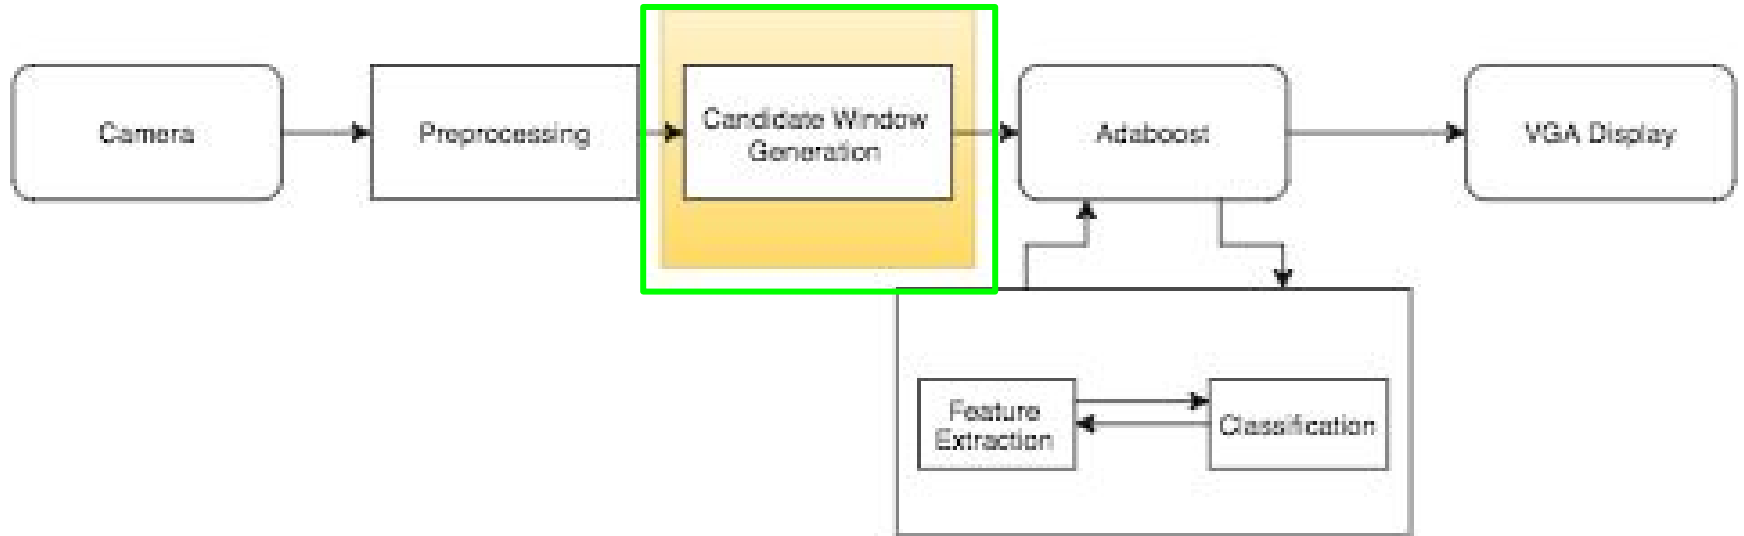 Camera
Preprocessing
Candidate Window
Generation
Adaboost
VGA Display
Feature
Extraction
Classification